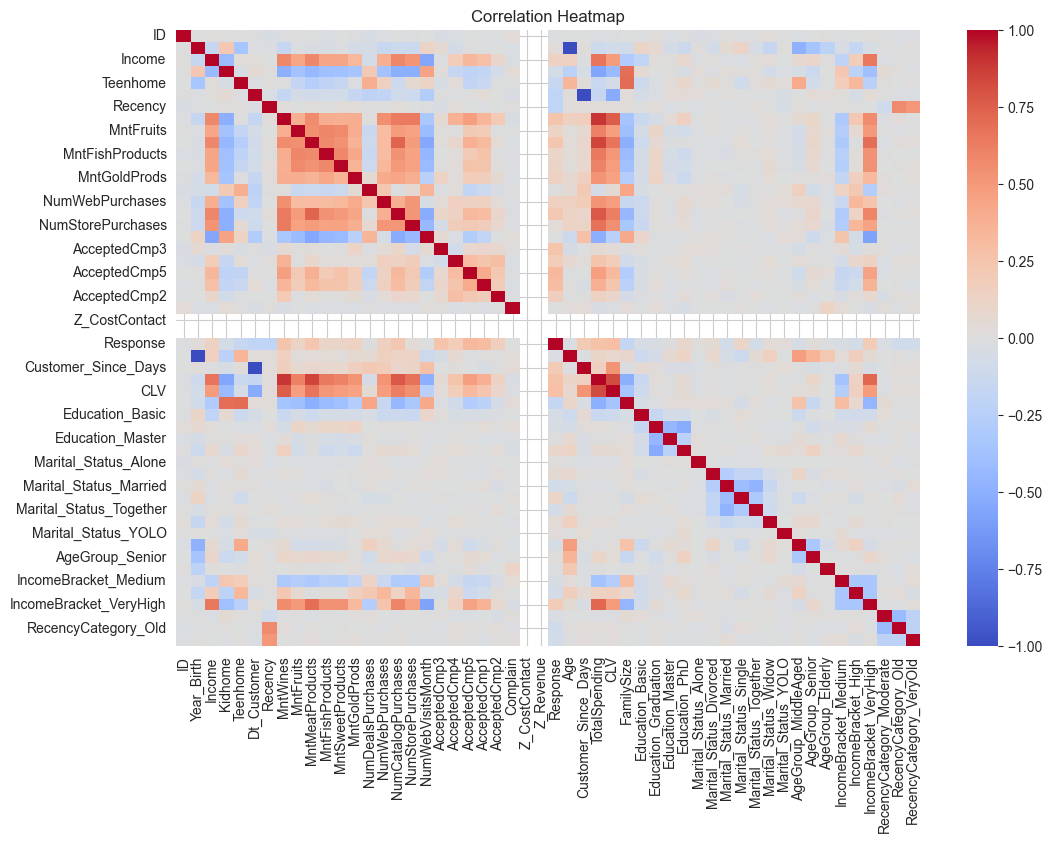 Correlation Heatmap
ID
Income
Teenhome
Recency
MntFruits
MntFishProducts
MntGoldProds
NumWebPurchases
NumStorePurchases
AcceptedCmp3
AcceptedCmp5
AcceptedCmp2
Z_CostContact
Response
Customer_Since_Days
CLV
Education_Basic
Education_Master
Marital_Status_Alone
Marital_Status_Married
Marital_Status_Together
Marital_Status_YOLO
AgeGroup_Senior
IncomeBracket_Medium
IncomeBracket_VeryHigh
RecencyCategory_Old
ID
Year_Birth
Income
Kidhome
Teenhome
Dt_Customer
Recency
MntWines
MntFruits
MntMeatProducts
MntFishProducts
MntSweetProducts
MntGoldProds
NumDealsPurchases
NumWebPurchases
NumCatalogPurchases
NumStorePurchases
NumWebVisitsMonth
AcceptedCmp3
AcceptedCmp4
AcceptedCmp5
AcceptedCmp1
AcceptedCmp2
Complain
Z_CostContact
Z_Revenue
Response
Age
Customer_Since_Days
TotalSpending
CLV
FamilySize
Education_Basic
Education_Graduation
Education_Master
Education_PhD
Marital_Status_Alone
Marital_Status_Divorced
Marital_Status_Married
Marital_Status_Single
Marital_Status_Together
Marital_Status_Widow
Marital_Status_YOLO
AgeGroup_MiddleAged
AgeGroup_Senior
AgeGroup_Elderly
IncomeBracket_Medium
IncomeBracket_High
IncomeBracket_VeryHigh
RecencyCategory_Moderate
RecencyCategory_Old
RecencyCategory_VeryOld
1.00
0.75
0.50
0.25
0.00
−0.25
−0.50
−0.75
−1.00